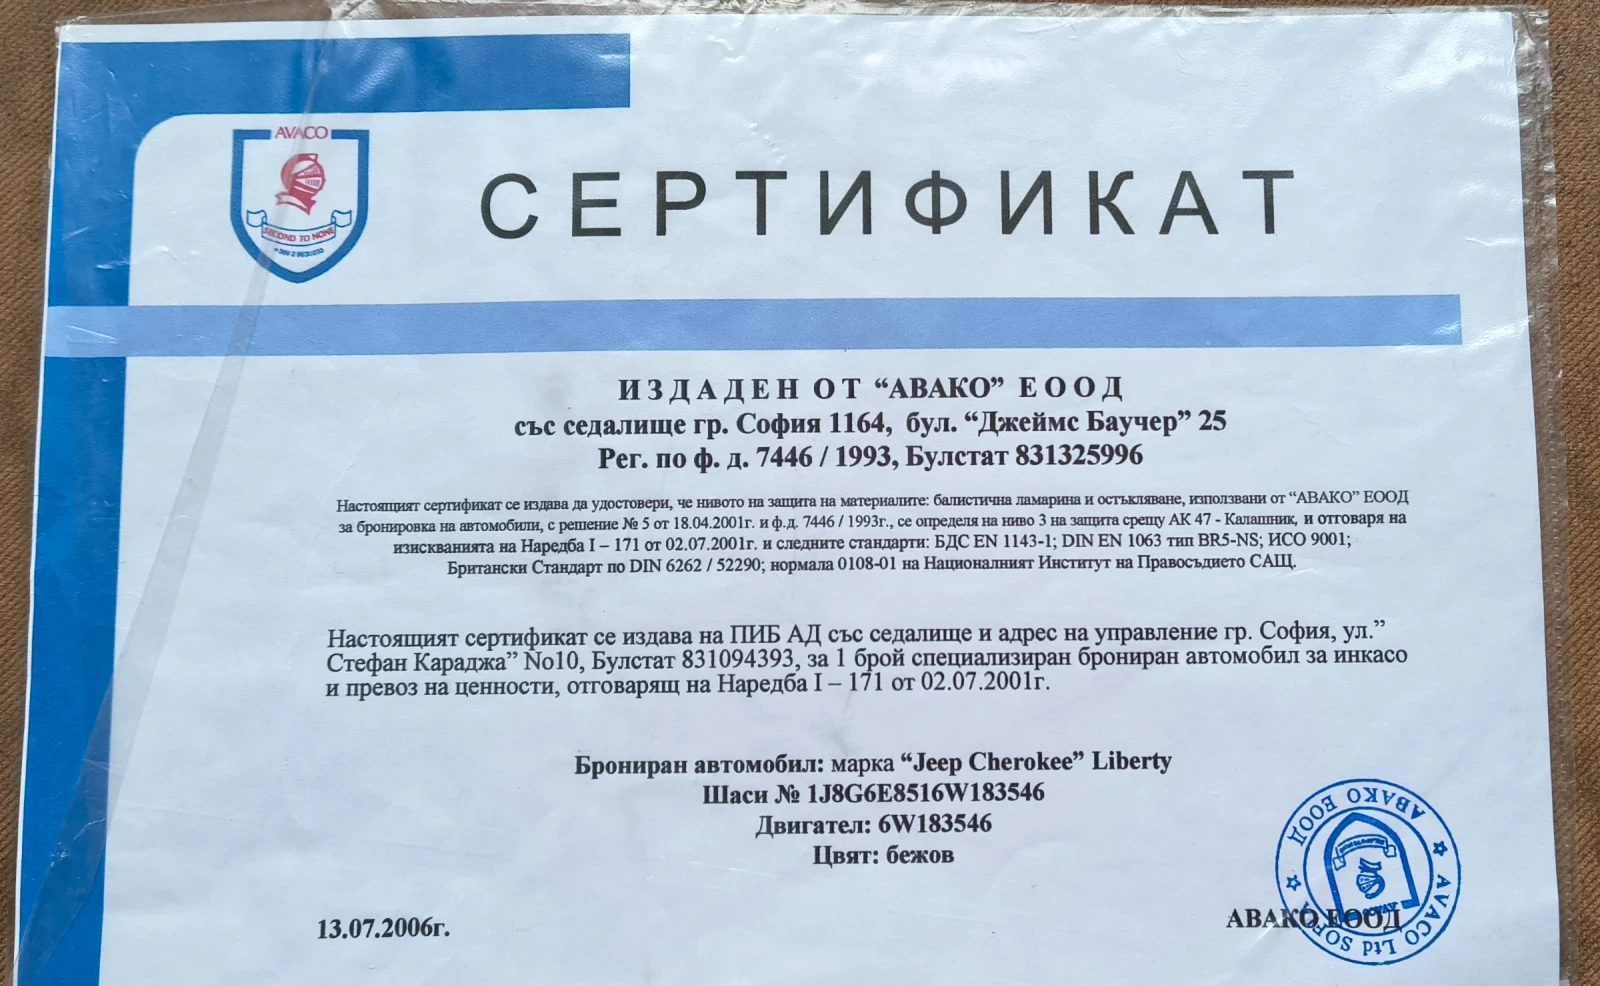 AVACO
SECOND TO NONE
СЕРТИФИКАТ
ИЗДАДЕН ОТ “АВАКО” ЕООД
със седалище гр. София 1164, бул. “Джеймс Баучер” 25
Рег. по ф. д. 7446 / 1993, Булстат 831325996
Настоящият сертификат се издава да удостовери, че нивото на защита на материалите: балистична ламарина и остъкляване, използвани от “АВАКО” ЕООД
за бронировка на автомобили, с решение № 5 от 18.04.2001г. и ф.д. 7446 / 1993г., се определя на ниво 3 на защита срещу АК 47 - Калашник, и отговаря на
изискванията на Наредба I – 171 от 02.07.2001г. и следните стандарти: БДС EN 1143-1; DIN EN 1063 тип BR5-NS; ИСО 9001;
Британски Стандарт по DIN 6262 / 52290; нормала 0108-01 на Националният Институт на Правосъдието САЩ.
Настоящият сертификат се издава на ПИБ АД със седалище и адрес на управление гр. София, ул.”
Стефан Караджа” No10, Булстат 831094393, за 1 брой специализиран брониран автомобил за инкасо
и превоз на ценности, отговарящ на Наредба I – 171 от 02.07.2001г.
Брониран автомобил: марка “Jeep Cherokee” Liberty
Шаси № 1J8G6E8516W183546
Двигател: 6W183546
Цвят: бежов
13.07.2006г.
АВАКО ЕООД
АВАКО ЕООД
AVACO Ltd SOFIA